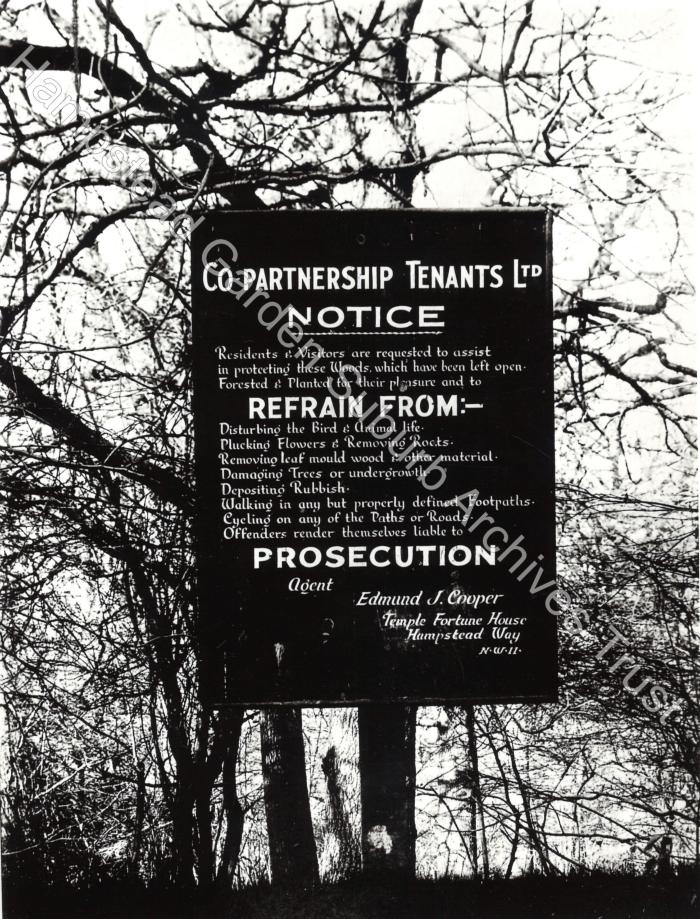 CO-PARTNERSHIP TENANTS LTD
NOTICE
Residents & Visitors are requested to assist
in protecting these Woods, which have been left open.
Forested & Planted for their pleasure and to
REFRAIN FROM:-
Disturbing the Bird & Animal life.
Plucking Flowers & Removing Roots.
Removing leaf mould wood & other material.
Damaging Trees or undergrowth.
Depositing Rubbish.
Walking in any but properly defined Footpaths.
Cycling on any of the Paths or Roads.
Offenders render themselves liable to
PROSECUTION
Agent
Edmund J. Cooper
Temple Fortune House
Hampstead Way
N.W.11.
Hampstead Garden Suburb Archives Trust